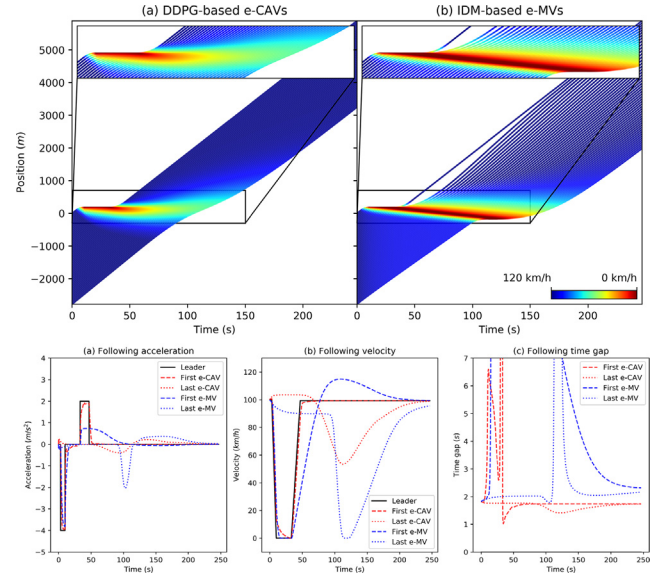 (a) DDPG-based e-CAVs
(b) IDM-based e-MVs
Position (m)
5000
4000
3000
2000
1000
0
−1000
−2000
0 50 100 150 200
0 50 100 150 200
Time (s)
Time (s)
120 km/h 0 km/h
(a) Following acceleration
(b) Following velocity
(c) Following time gap
Acceleration (m/s²)
4
3
2
1
0
−1
−2
−3
−4
−5
0 50 100 150 200 250
Time (s)
Leader
First e-CAV
Last e-CAV
First e-MV
Last e-MV
Velocity (km/h)
120
100
80
60
40
20
0
0 50 100 150 200 250
Time (s)
Leader
First e-CAV
Last e-CAV
First e-MV
Last e-MV
Time gap (s)
7
6
5
4
3
2
1
0
0 50 100 150 200 250
Time (s)
First e-CAV
Last e-CAV
First e-MV
Last e-MV